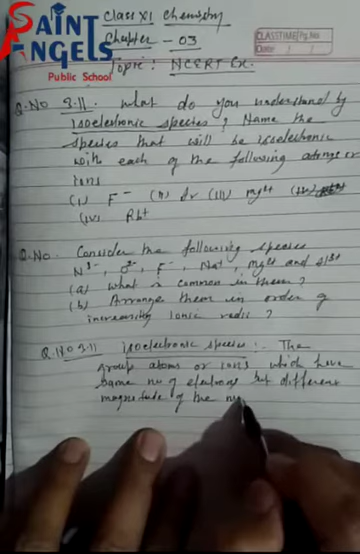 SAINT
ANGELS
Public School
Class XI Chemistry
Chapter - 03
CLASSTIME Pg.No.
Date / /
Topic : NCERT Ex.
Q.No 3.11. What do you understand by
Isoelectronic species? Name the
species that will be isoelectronic
with each of the following atoms or
ions
(i) F⁻ (ii) Ar (iii) Mg²⁺ (iv)
(iv) Rb⁺
Q.No. Consider the following species
N³⁻, O²⁻, F⁻, Na⁺, Mg²⁺ and Al³⁺
(a) What is common in them?
(b) Arrange them in order of
increasing Ionic radii?
Q.No 3.11 Isoelectronic species:- The
group atoms or ions which have
same no of electrons but different
magnitude of the nu